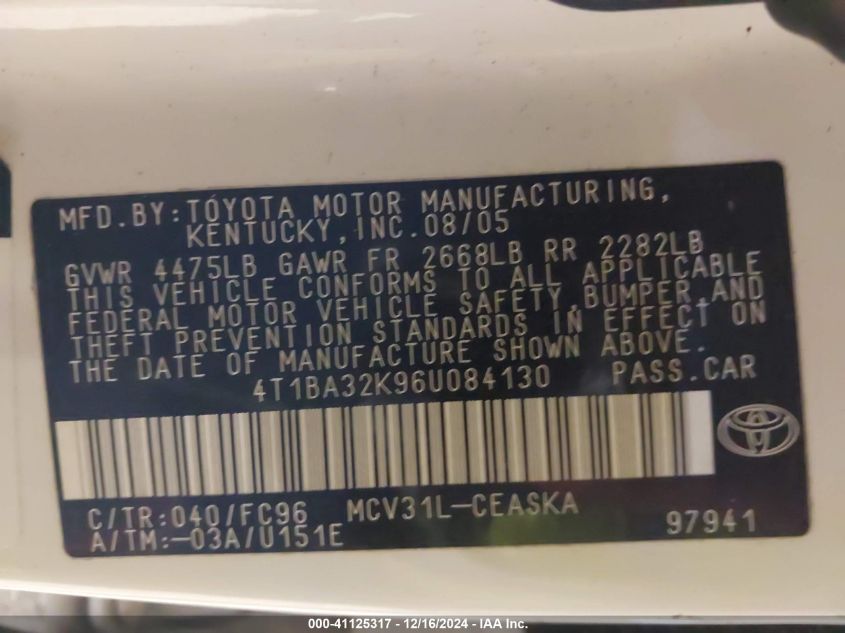 MFD.BY:TOYOTA MOTOR MANUFACTURING,
KENTUCKY,INC.08/05
GVWR 4475LB GAWR FR 2668LB RR 2282LB
THIS VEHICLE CONFORMS TO ALL APPLICABLE
FEDERAL MOTOR VEHICLE SAFETY,BUMPER,AND
THEFT PREVENTION STANDARDS IN EFFECT ON
THE DATE OF MANUFACTURE SHOWN ABOVE.
4T1BA32K96U084130 PASS.CAR
C/TR:040/FC96 MCV31L-CEASKA
A/TM:-03A/U151E 97941
000-41125317 - 12/16/2024 - IAA Inc.